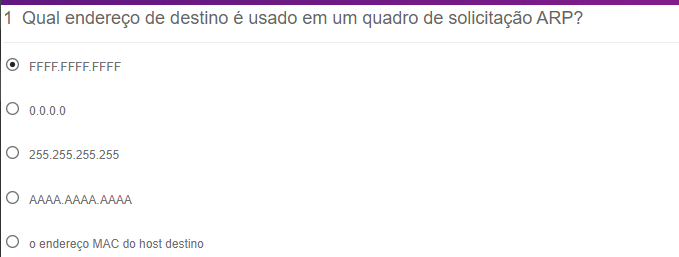 1 Qual endereço de destino é usado em um quadro de solicitação ARP?
FFFF.FFFF.FFFF
0.0.0.0
255.255.255.255
AAAA.AAAA.AAAA
o endereço MAC do host destino